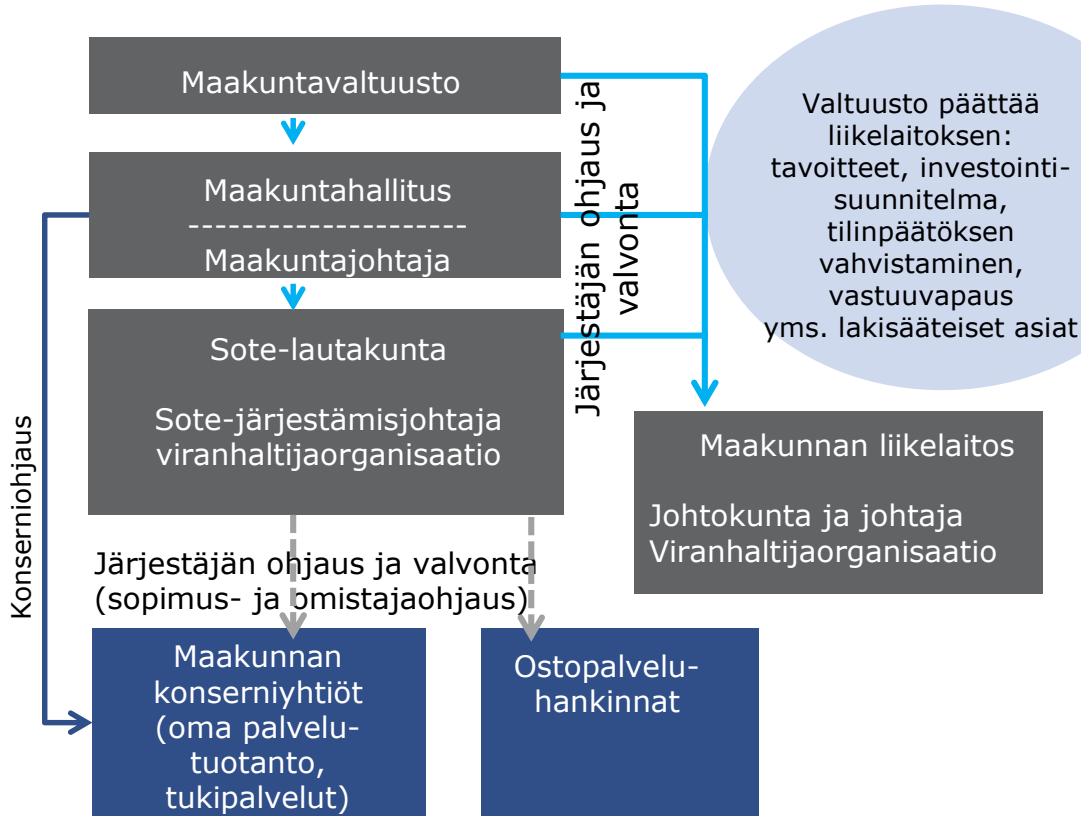 Maakuntavaltuusto
Maakuntahallitus
----------------------
Maakuntajohtaja
Sote-lautakunta
Sote-järjestämisjohtaja
viranhaltijaorganisaatio
Järjestäjän ohjaus ja
valvonta
Valtuusto päättää
liikelaitoksen:
tavoitteet, investointi-
suunnitelma,
tilinpäätöksen
vahvistaminen,
vastuuvapaus
yms. lakisääteiset asiat
Maakunnan liikelaitos
Johtokunta ja johtaja
Viranhaltijaorganisaatio
Konserniohjaus
Järjestäjän ohjaus ja valvonta
(sopimus- ja omistajaohjaus)
Maakunnan
konserniyhtiöt
(oma palvelu-
tuotanto,
tukipalvelut)
Ostopalvelu-
hankinnat